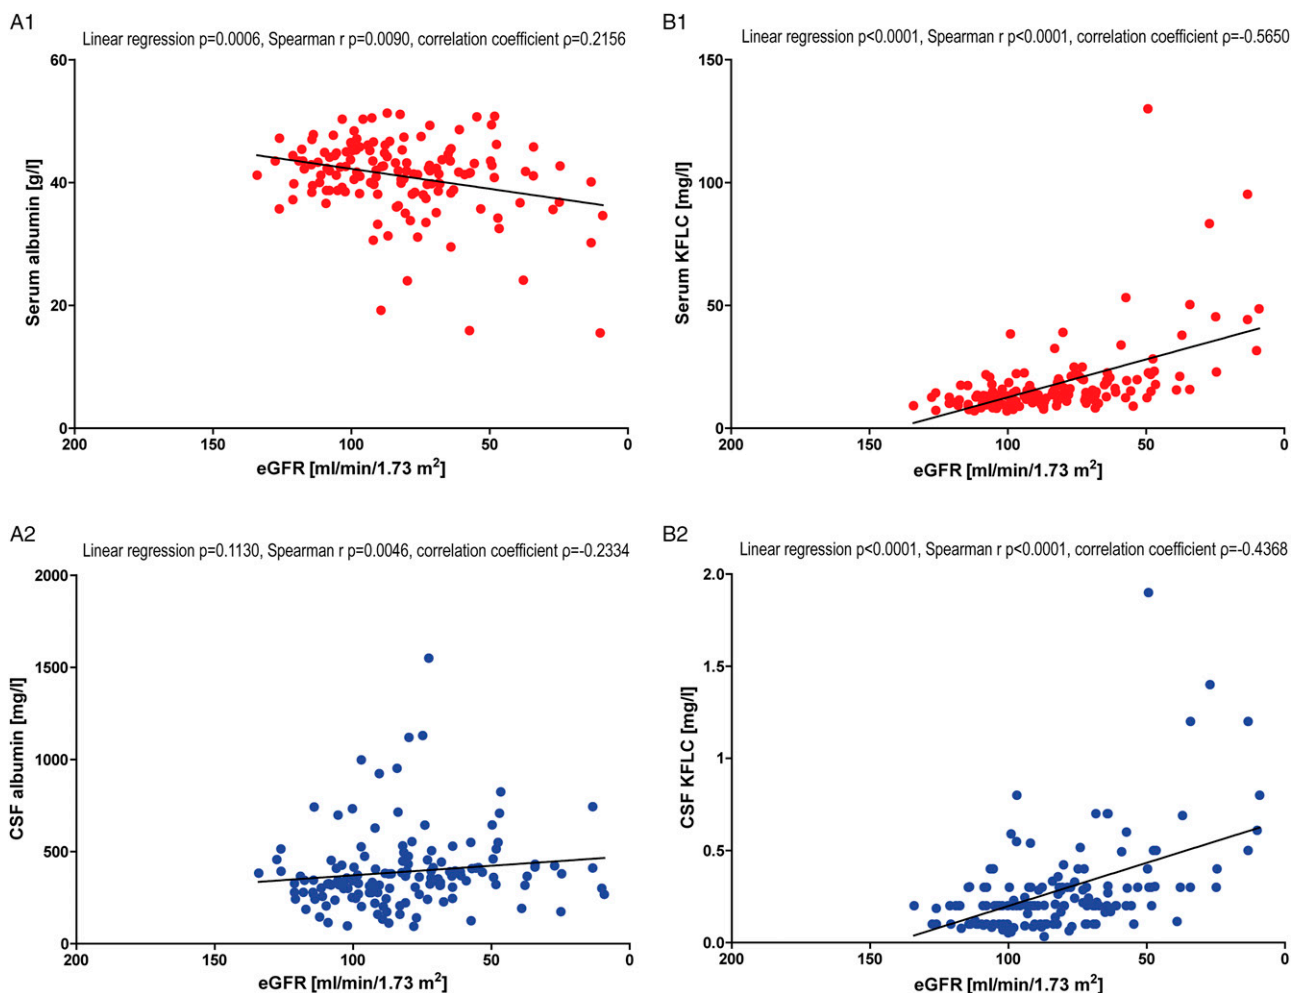 A1
Linear regression p=0.0006, Spearman r p=0.0090, correlation coefficient ρ=0.2156
60
40
20
0
Serum albumin [g/l]
200
150
100
50
0
eGFR [ml/min/1.73 m²]
B1
Linear regression p<0.0001, Spearman r p<0.0001, correlation coefficient ρ=-0.5650
150
100
50
0
Serum KFLC [mg/l]
200
150
100
50
0
eGFR [ml/min/1.73 m²]
A2
Linear regression p=0.1130, Spearman r p=0.0046, correlation coefficient ρ=-0.2334
2000
1500
1000
500
0
CSF albumin [mg/l]
200
150
100
50
0
eGFR [ml/min/1.73 m²]
B2
Linear regression p<0.0001, Spearman r p<0.0001, correlation coefficient ρ=-0.4368
2.0
1.5
1.0
0.5
0.0
CSF KFLC [mg/l]
200
150
100
50
0
eGFR [ml/min/1.73 m²]